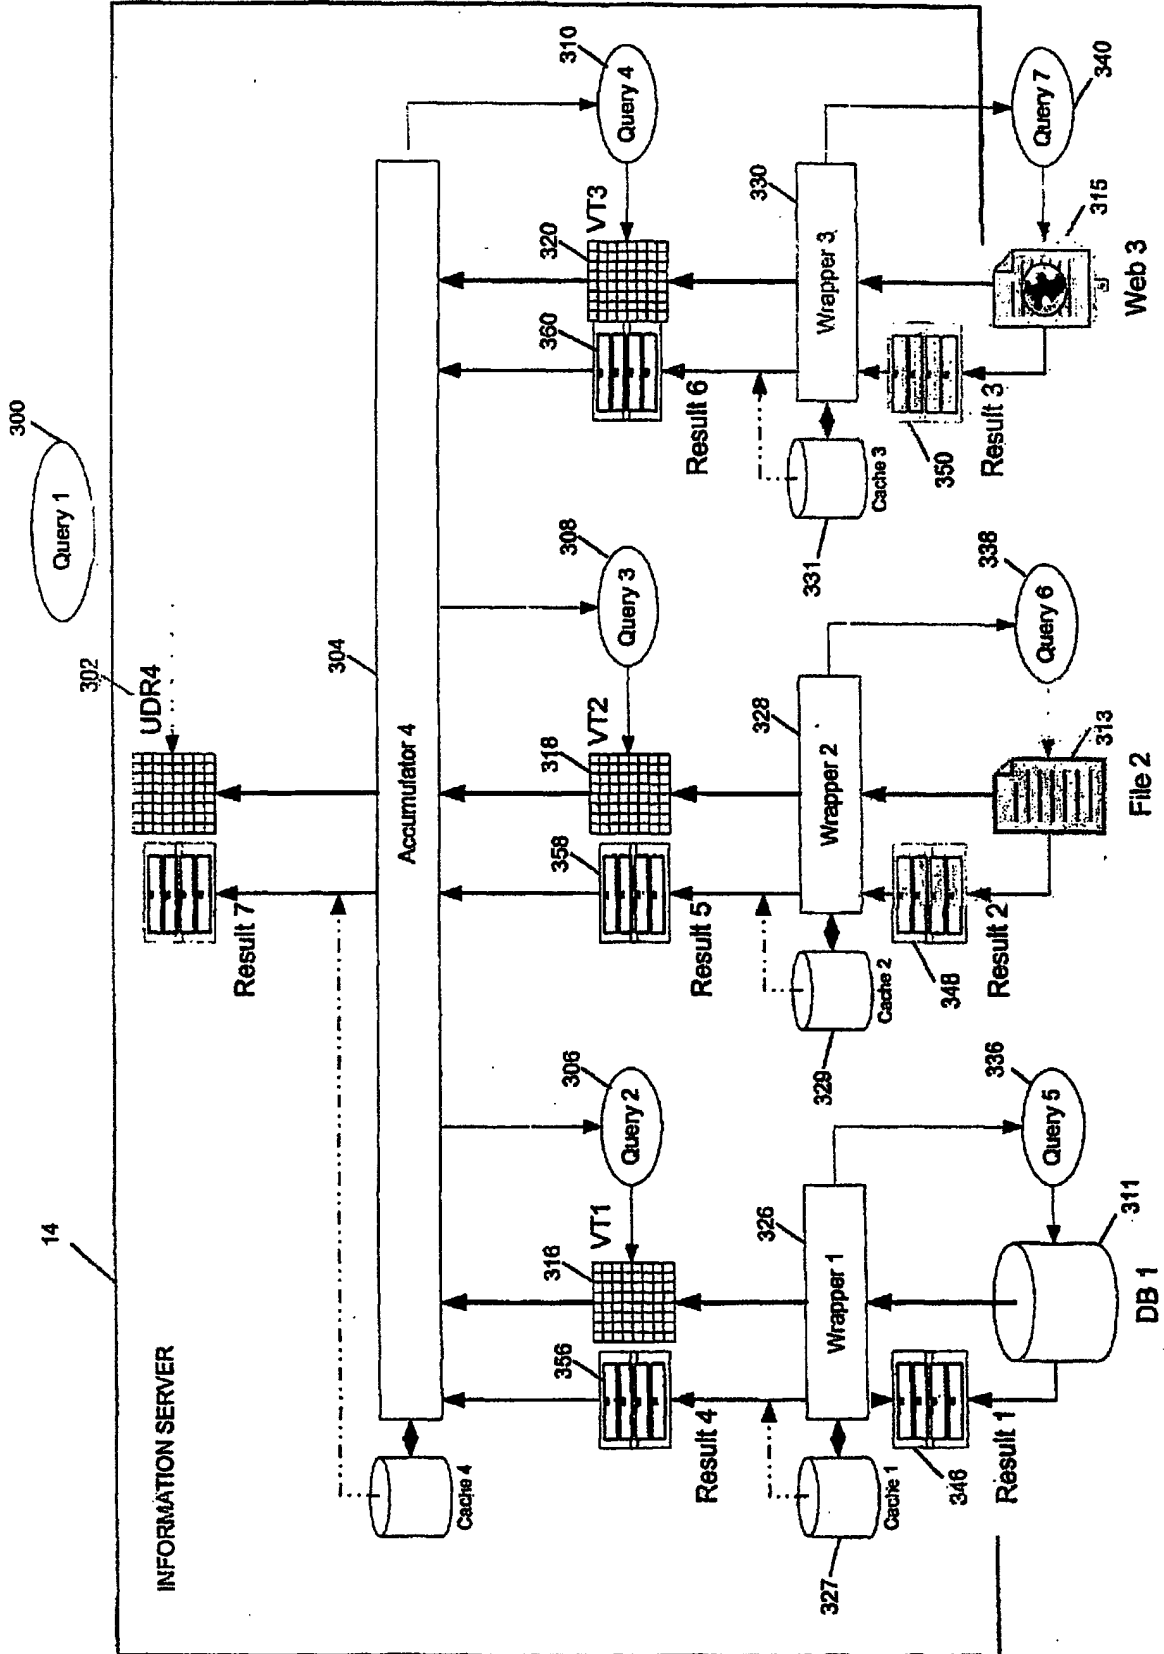 300
Query 1
14
INFORMATION SERVER
302
UDR4
Result 7
304
Accumulator 4
Cache 4
306
Query 2
308
Query 3
310
Query 4
356
316
VT1
358
318
VT2
360
320
VT3
Result 4
Result 5
Result 6
326
Wrapper 1
328
Wrapper 2
330
Wrapper 3
Cache 1
327
Cache 2
329
Cache 3
331
346
Result 1
348
Result 2
350
Result 3
336
Query 5
338
Query 6
340
Query 7
311
DB 1
313
File 2
315
Web 3